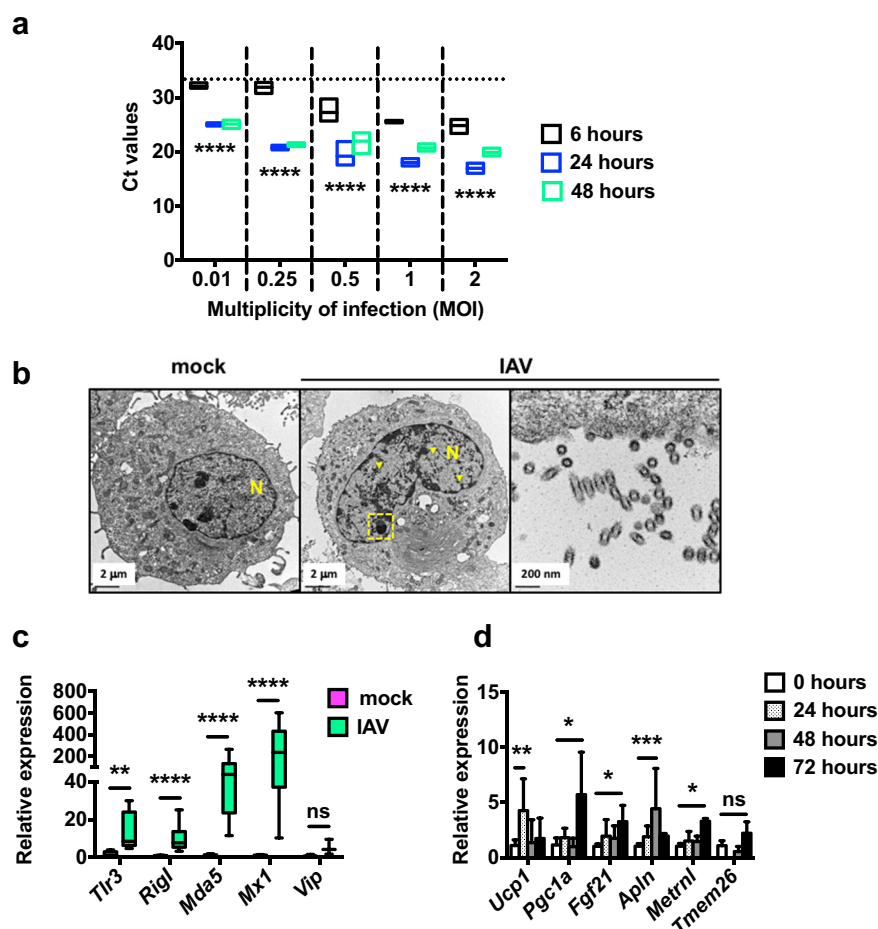 a
40
30
20
10
0
Ct values
****
****
****
****
****
0.01 0.25 0.5 1 2
Multiplicity of infection (MOI)
6 hours
24 hours
48 hours
b
mock IAV
N
2 μm
N
2 μm
200 nm
c
Relative expression
800
600
400
200
40
20
0
**
****
****
****
ns
mock
IAV
Tlr3 Rigl Mda5 Mx1 Vip
d
Relative expression
15
10
5
0
**
*
*
***
*
ns
0 hours
24 hours
48 hours
72 hours
Ucp1 Pgc1a Fgf21 Apln Metrnl Tmem26